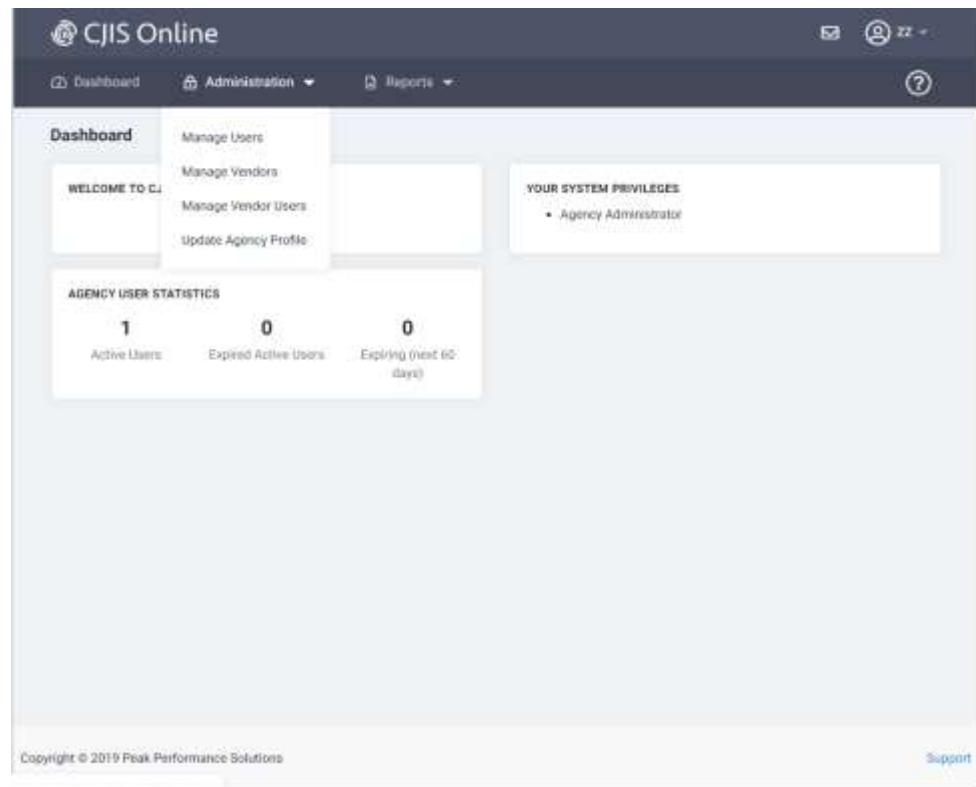 CJIS Online
zz
Dashboard
Administration
Reports
Dashboard
Manage Users
Manage Vendors
Manage Vendor Users
Update Agency Profile
WELCOME TO CJ
YOUR SYSTEM PRIVILEGES
• Agency Administrator
AGENCY USER STATISTICS
1
0
0
Active Users
Expired Active Users
Expiring (next 60
days)
Copyright © 2019 Peak Performance Solutions
Support